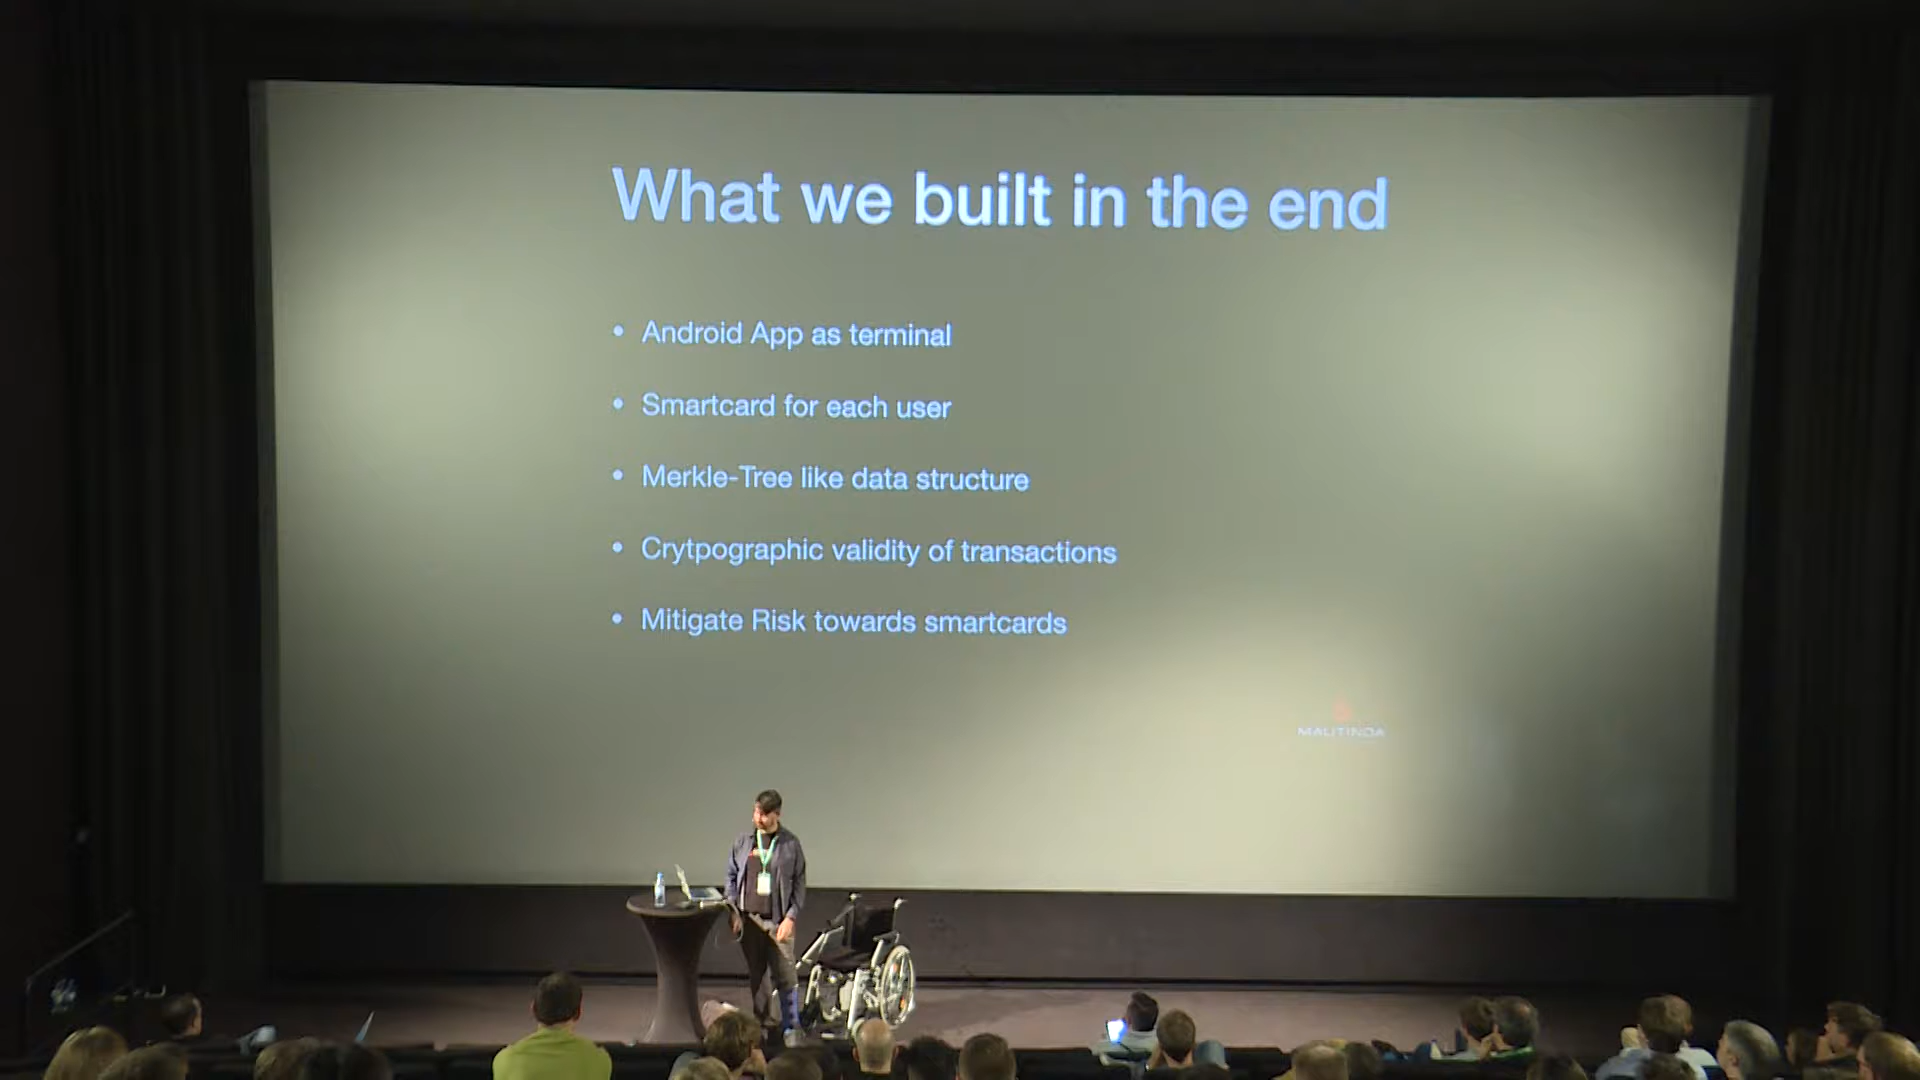 What we built in the end
• Android App as terminal
• Smartcard for each user
• Merkle-Tree like data structure
• Crytpographic validity of transactions
• Mitigate Risk towards smartcards
MAUTINOA